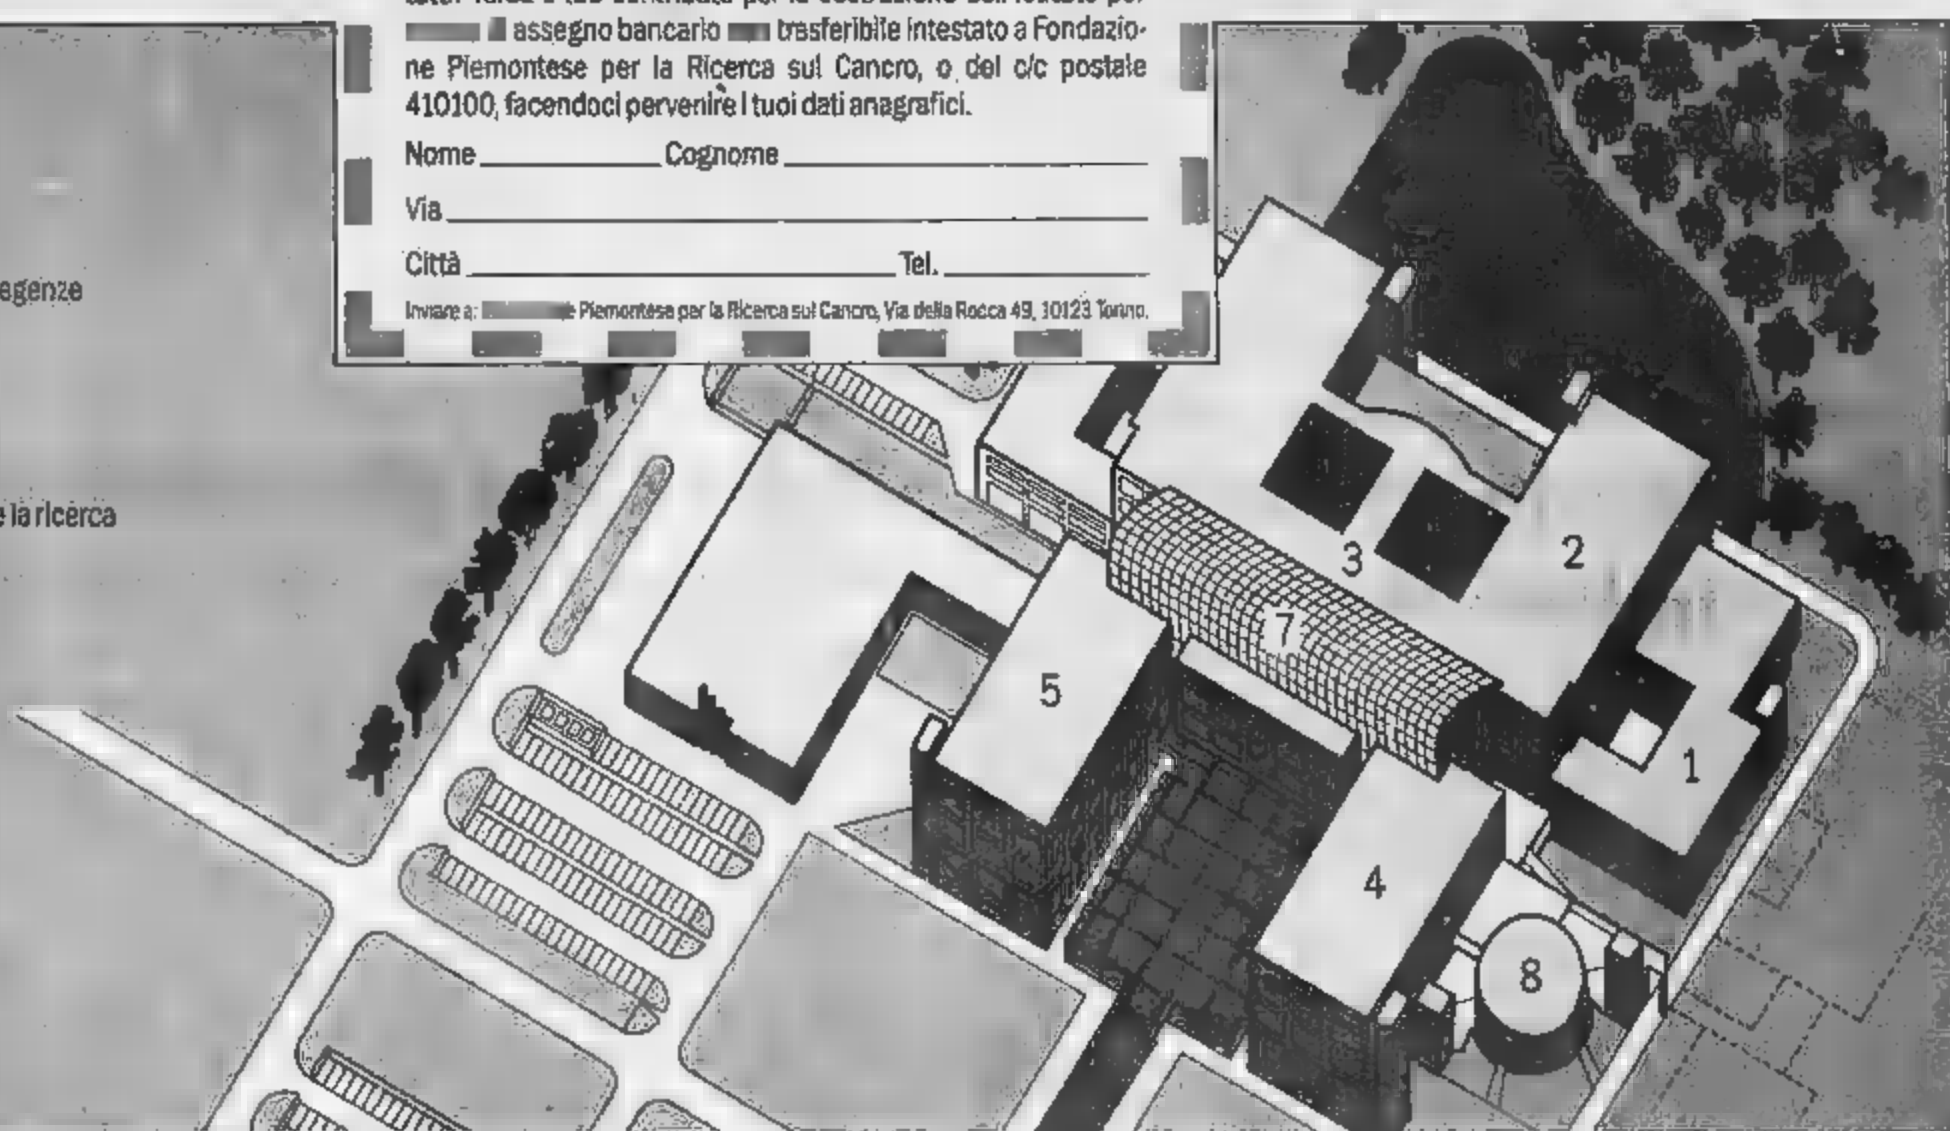 assegno bancario trasferibile intestato a Fondazio-
ne Piemontese per la Ricerca sul Cancro, o del c/c postale
410100, facendoci pervenire i tuoi dati anagrafici.
Nome Cognome
Via
Città Tel.
Inviare a: Piemontese per la Ricerca sul Cancro, Via della Rocca 49, 10123 Torino.
egenze
e la ricerca
3
2
7
5
1
4
8